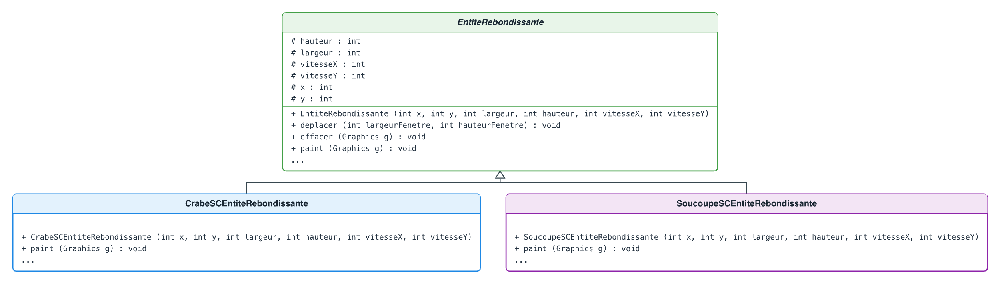 EntiteRebondissante
# hauteur : int
# largeur : int
# vitesseX : int
# vitesseY : int
# x : int
# y : int
+ EntiteRebondissante (int x, int y, int largeur, int hauteur, int vitesseX, int vitesseY)
+ deplacer (int largeurFenetre, int hauteurFenetre) : void
+ effacer (Graphics g) : void
+ paint (Graphics g) : void
...
CrabeSCEntiteRebondissante
+ CrabeSCEntiteRebondissante (int x, int y, int largeur, int hauteur, int vitesseX, int vitesseY)
+ paint (Graphics g) : void
...
SoucoupeSCEntiteRebondissante
+ SoucoupeSCEntiteRebondissante (int x, int y, int largeur, int hauteur, int vitesseX, int vitesseY)
+ paint (Graphics g) : void
...